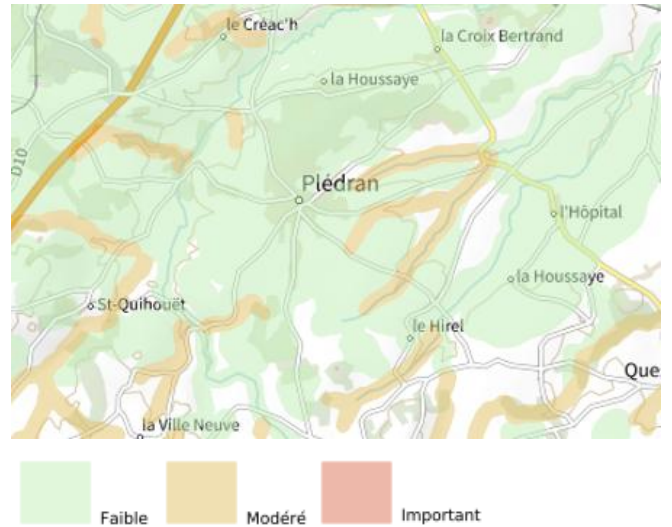 le Créac'h
la Croix Bertrand
la Houssaye
D10
Plédran
l'Hôpital
la Houssaye
St-Quihouët
le Hirel
Ques
la Ville Neuve
Faible
Modéré
Important